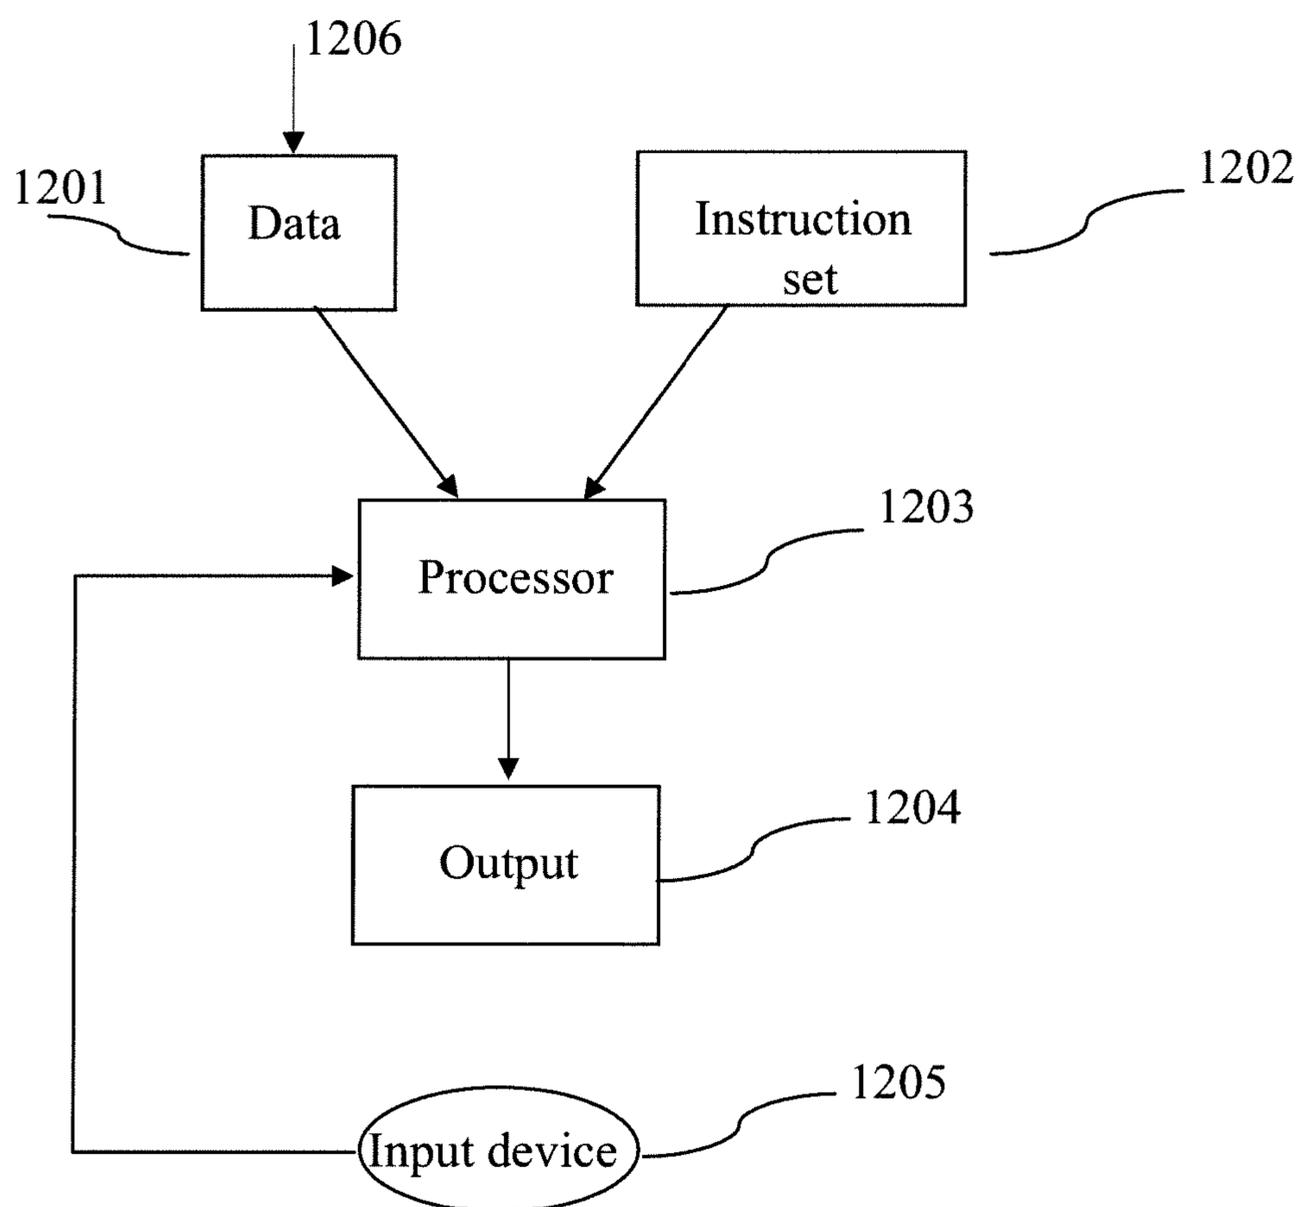 1206
1201
1202
Data
Instruction
set
1203
Processor
1204
Output
1205
Input device